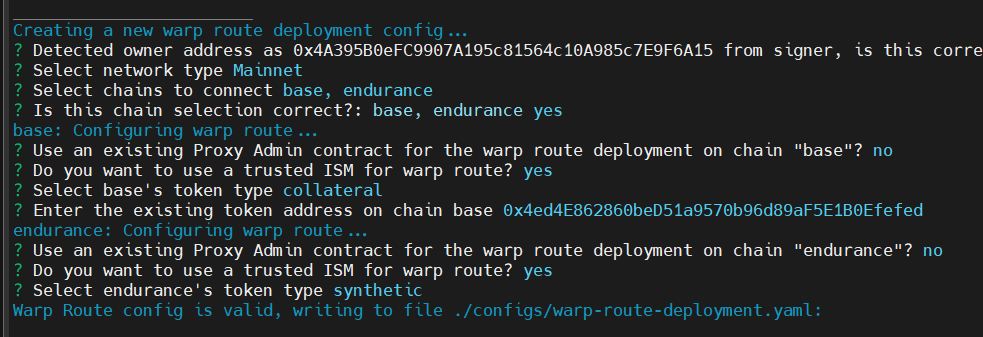 Creating a new warp route deployment config...
? Detected owner address as 0x4A395B0eFC9907A195c81564c10A985c7E9F6A15 from signer, is this corre
? Select network type Mainnet
? Select chains to connect base, endurance
? Is this chain selection correct?: base, endurance yes
base: Configuring warp route...
? Use an existing Proxy Admin contract for the warp route deployment on chain "base"? no
? Do you want to use a trusted ISM for warp route? yes
? Select base's token type collateral
? Enter the existing token address on chain base 0x4ed4E862860beD51a9570b96d89aF5E1B0Efefed
endurance: Configuring warp route...
? Use an existing Proxy Admin contract for the warp route deployment on chain "endurance"? no
? Do you want to use a trusted ISM for warp route? yes
? Select endurance's token type synthetic
Warp Route config is valid, writing to file ./configs/warp-route-deployment.yaml: